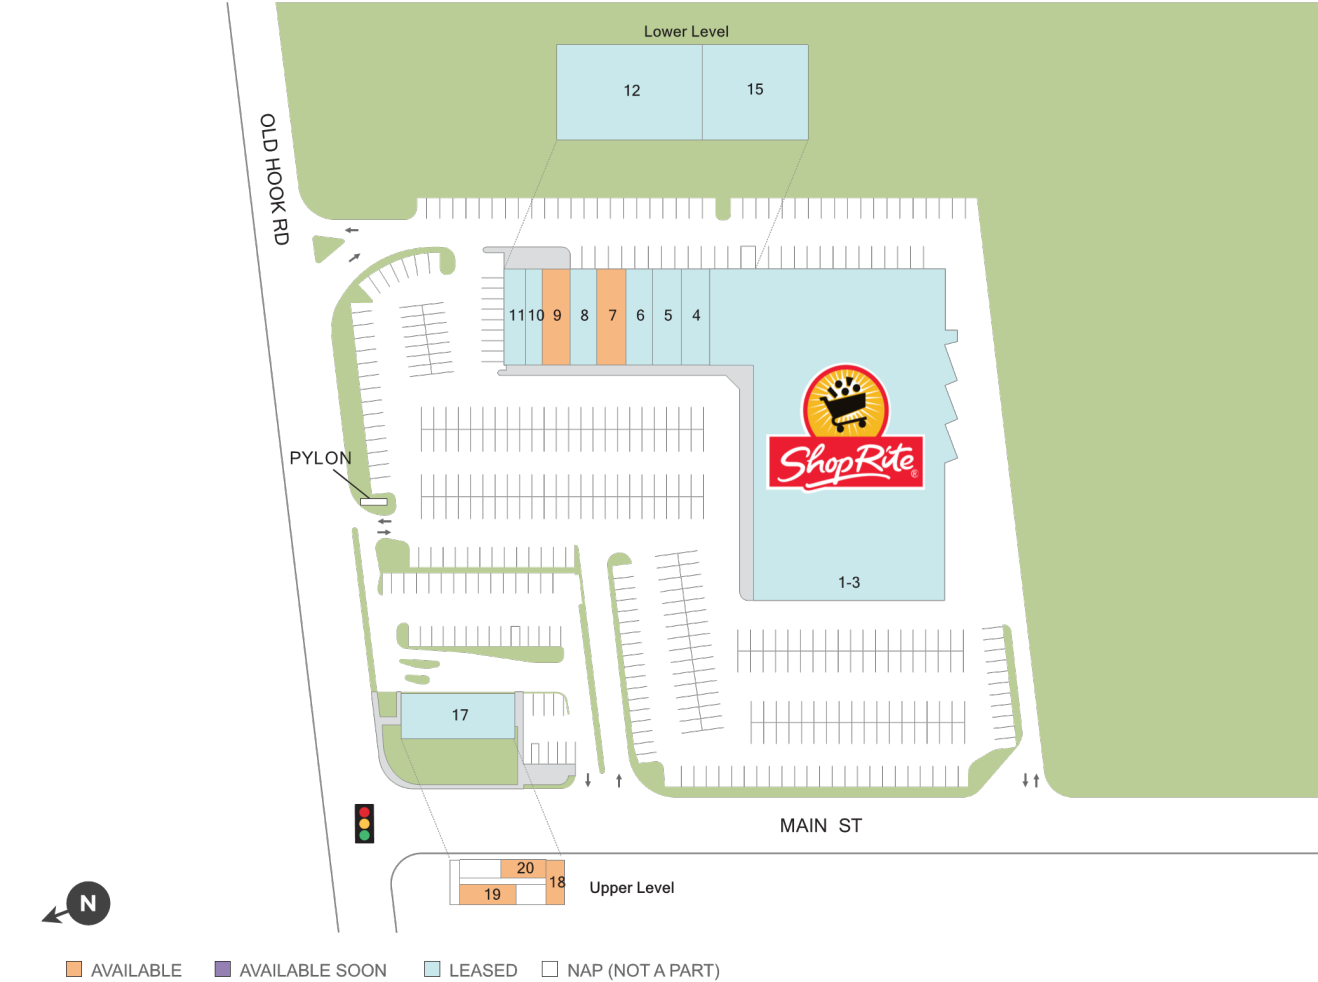 Lower Level
12
15
OLD HOOK RD
11
10
9
8
7
6
5
4
ShopRite®
PYLON
1-3
17
MAIN ST
20
18
19
Upper Level
N
AVAILABLE
AVAILABLE SOON
LEASED
NAP (NOT A PART)